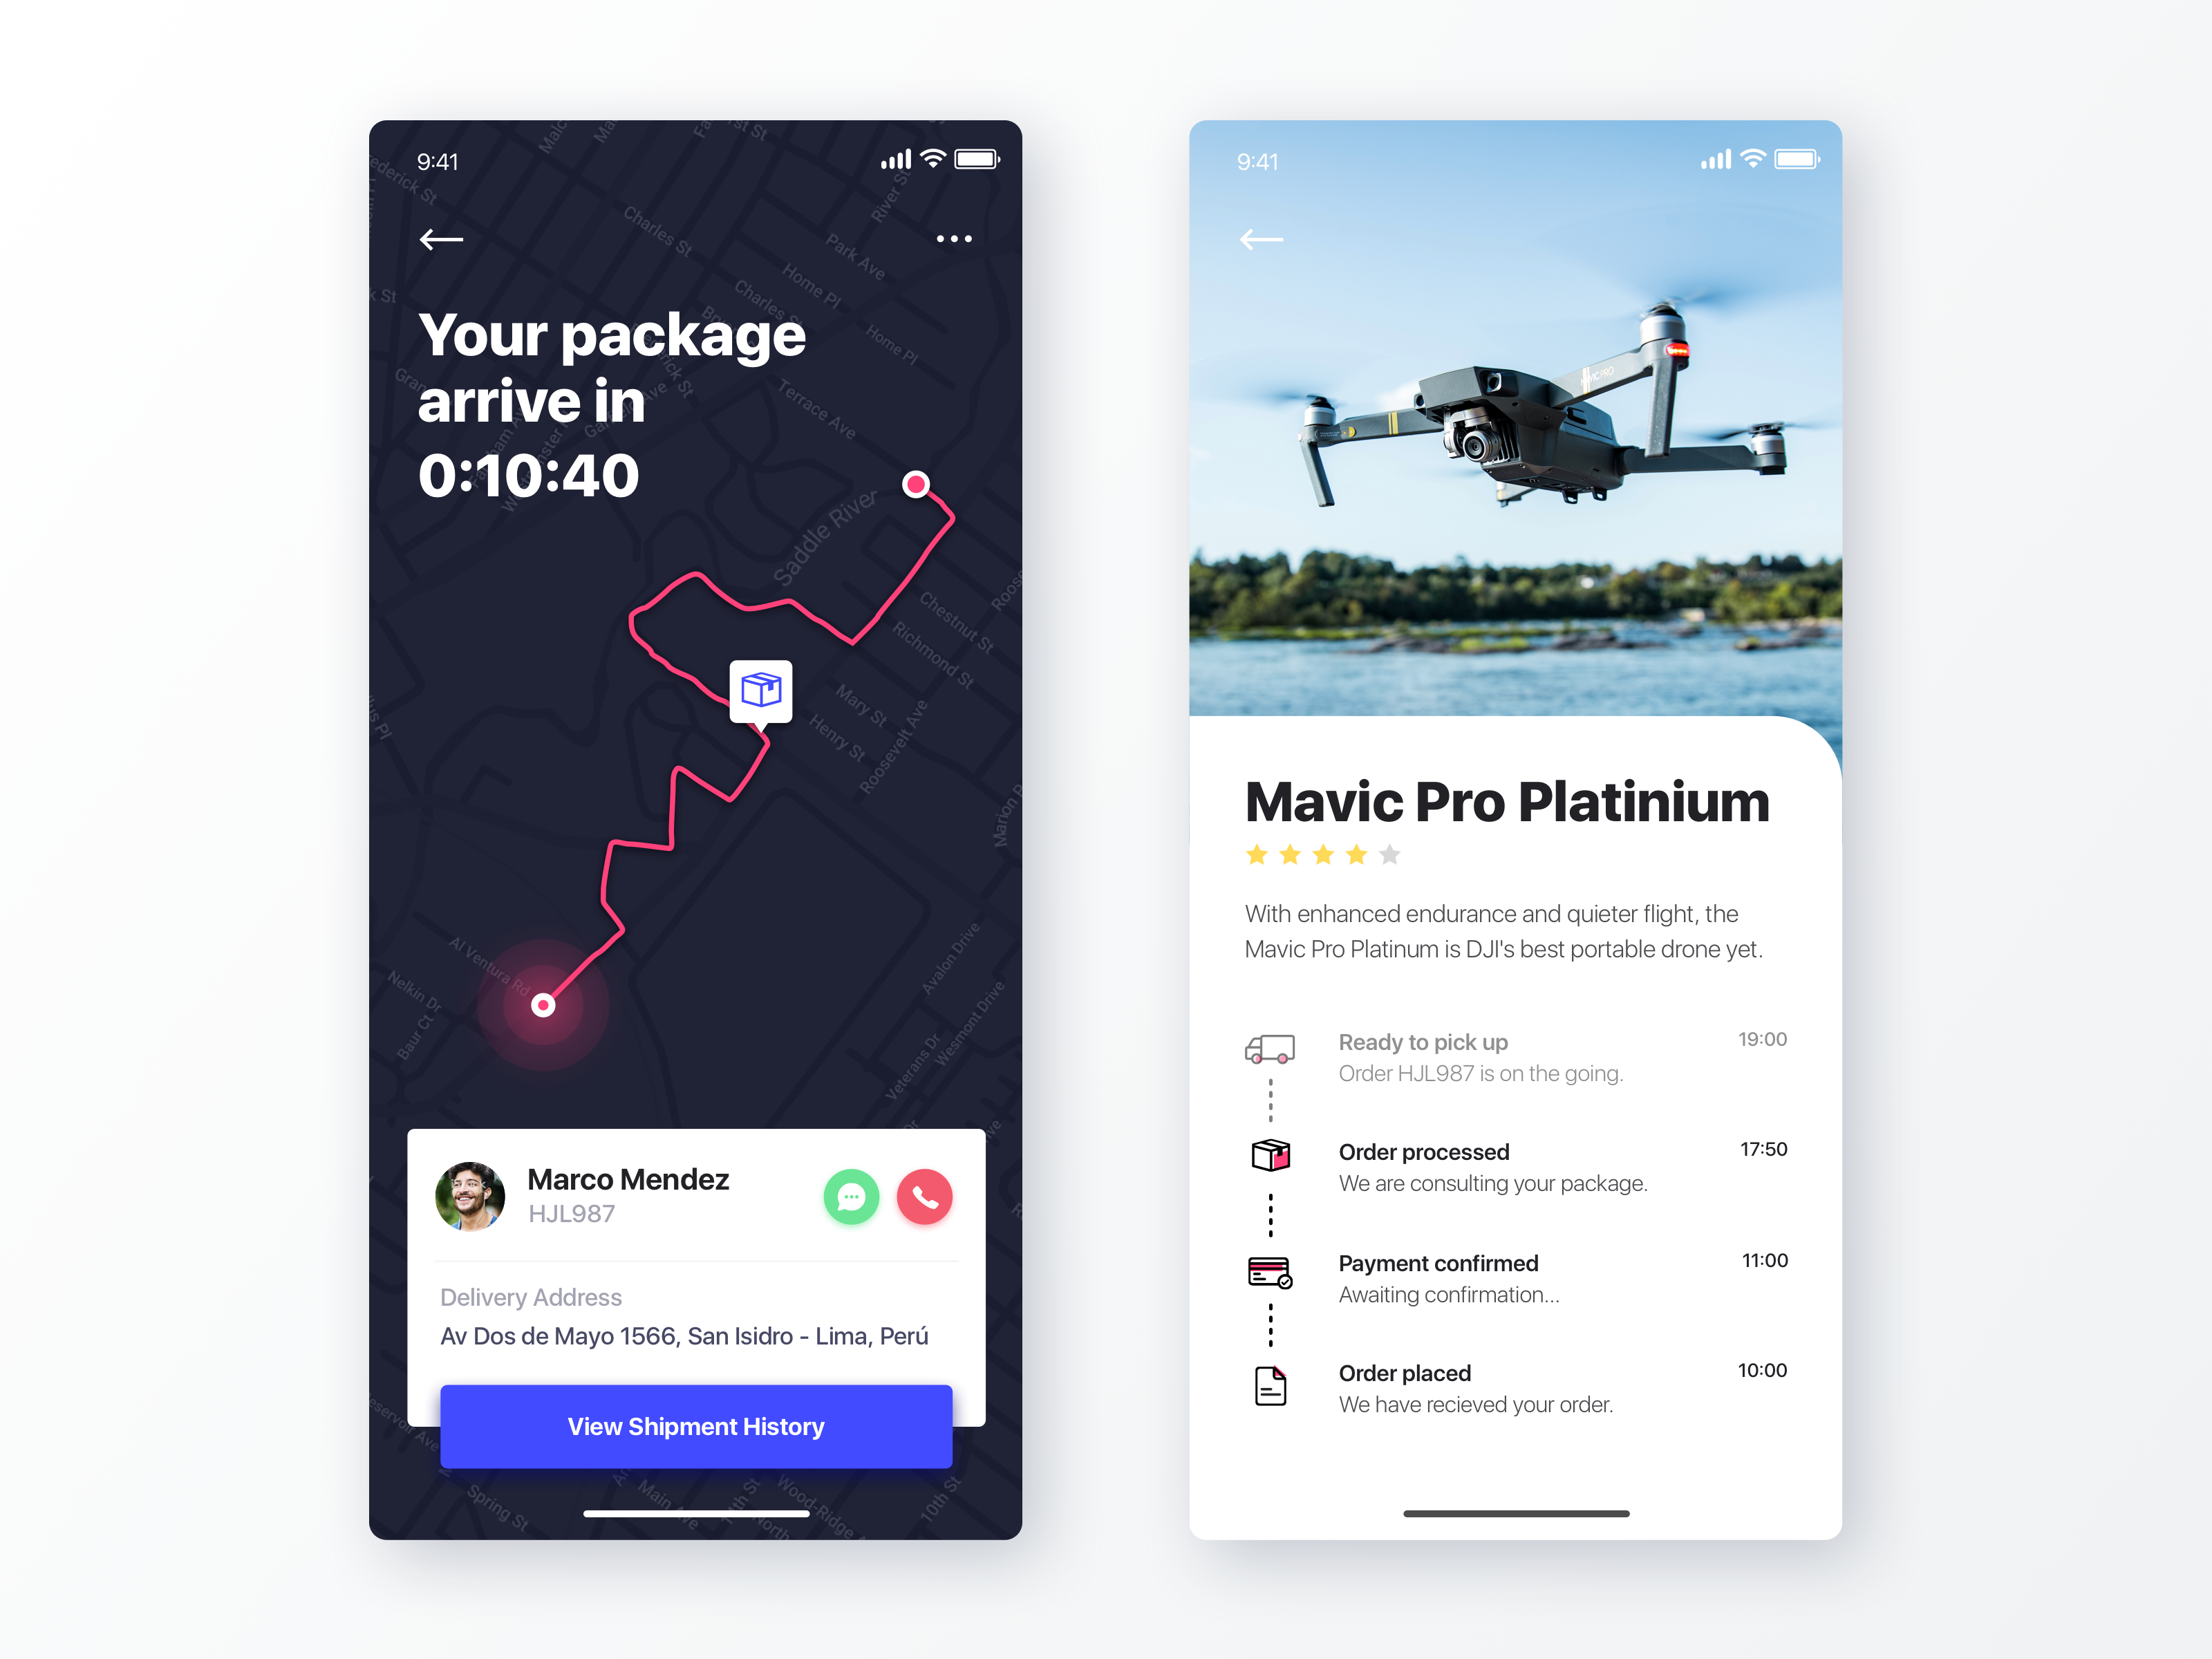 9:41
Your package
arrive in
0:10:40
Frederick St
Charles St
River St
Park Ave
Home Pl
Charles St
Home Pl
Terrace Ave
Saddle River
Chestnut St
Richmond St
Mary St
Henry St
Roosevelt Ave
Al Ventura Rd
Nelkin Dr
Baur Ct
Avalon Drive
Wesmont Drive
Veterans Dr
Marco Mendez
HJL987
Delivery Address
Av Dos de Mayo 1566, San Isidro - Lima, Perú
View Shipment History
Spring St
Main Ave
Wood-Ridge
10th St
9:41
MAVIC PRO
Mavic Pro Platinium
With enhanced endurance and quieter flight, the
Mavic Pro Platinum is DJI's best portable drone yet.
Ready to pick up 19:00
Order HJL987 is on the going.
Order processed 17:50
We are consulting your package.
Payment confirmed 11:00
Awaiting confirmation...
Order placed 10:00
We have recieved your order.